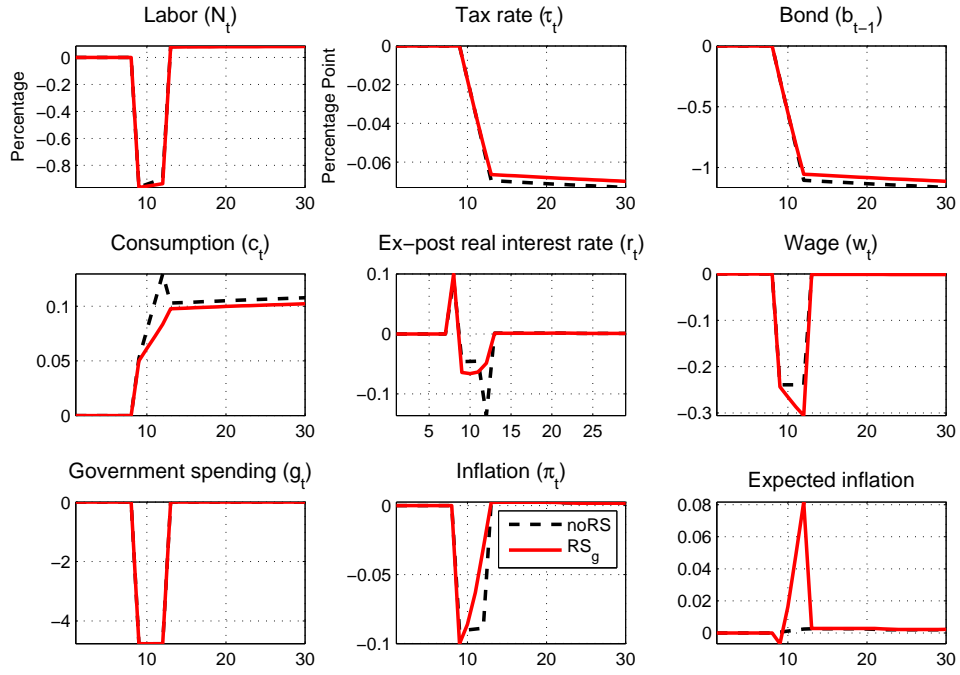 Labor (N_t)
Tax rate (τ_t)
Bond (b_{t−1})
Percentage
0
−0.2
−0.4
−0.6
−0.8
10 20 30
Percentage Point
0
−0.02
−0.04
−0.06
10 20 30
0
−0.5
−1
10 20 30
Consumption (c_t)
Ex−post real interest rate (r_t)
Wage (w_t)
0.1
0.05
0
10 20 30
0.1
0
−0.1
5 10 15 20 25
0
−0.1
−0.2
−0.3
10 20 30
Government spending (g_t)
Inflation (π_t)
Expected inflation
0
−2
−4
10 20 30
0
−0.05
−0.1
10 20 30
noRS
RS_g
0.08
0.06
0.04
0.02
0
10 20 30